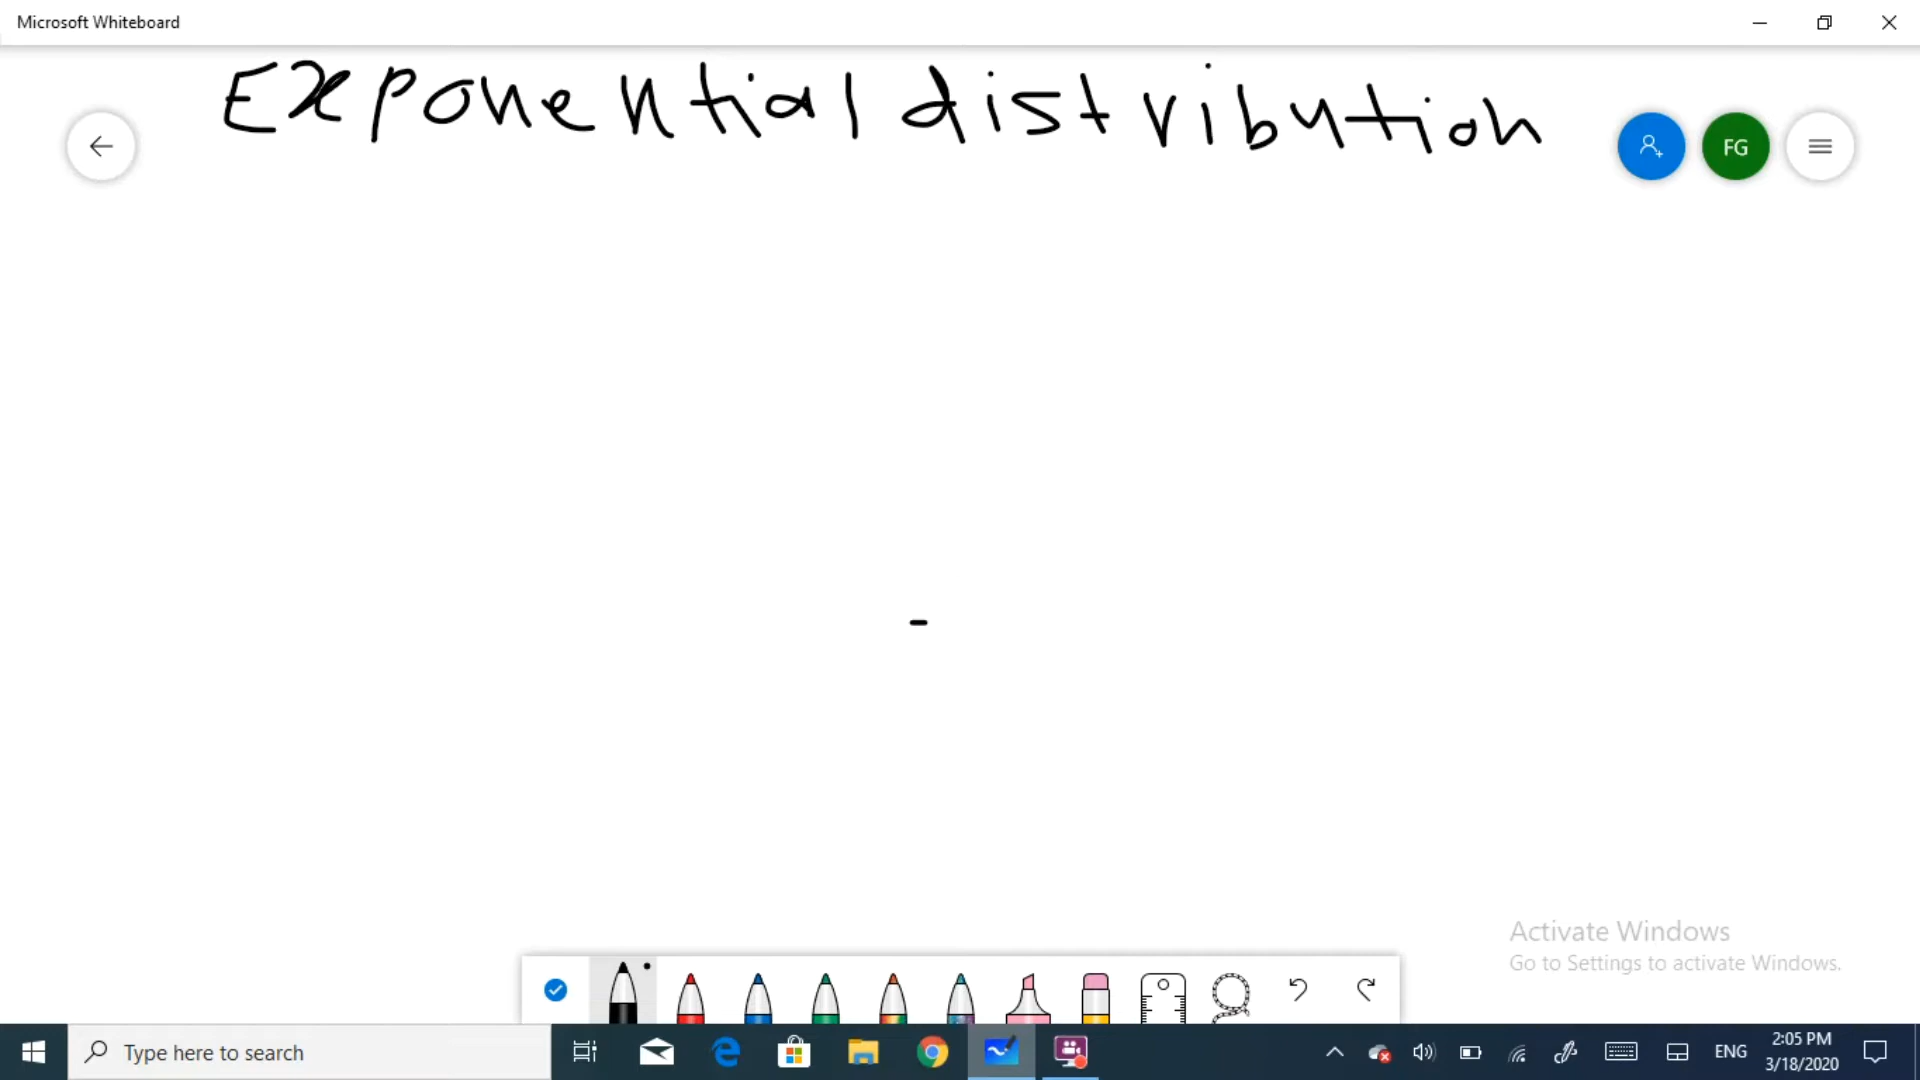 Microsoft Whiteboard
Exponential distribution
FG
-
Activate Windows
Go to Settings to activate Windows.
Type here to search
ENG
2:05 PM
3/18/2020